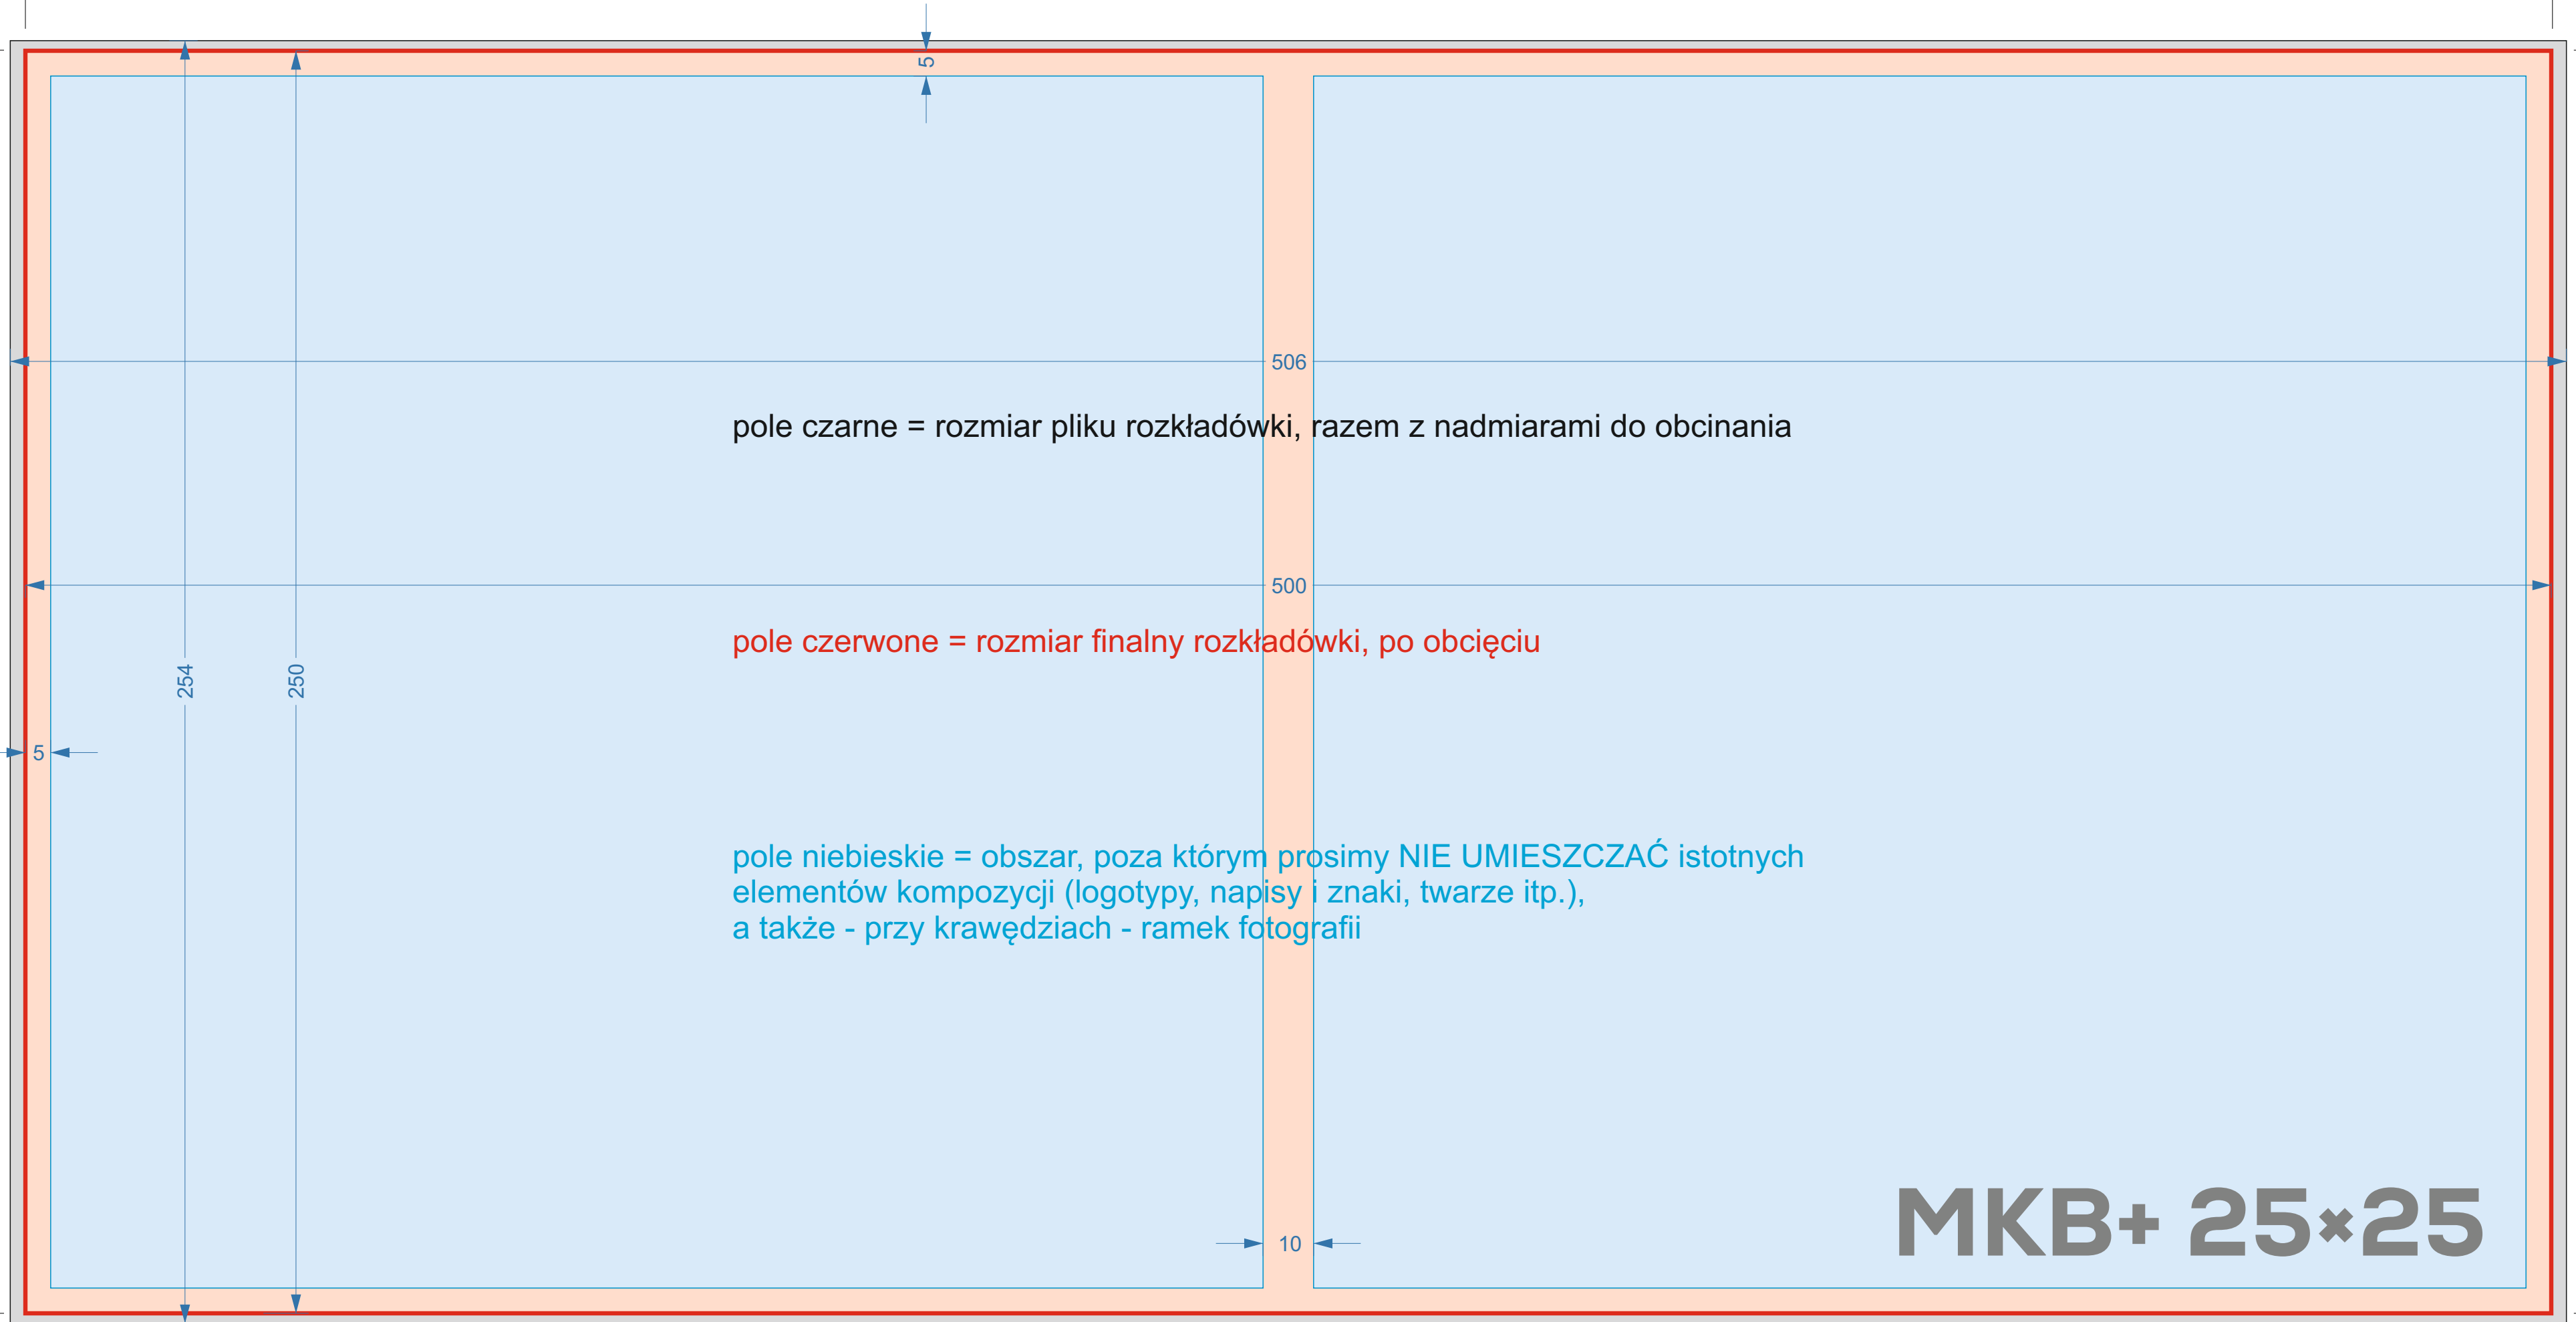 5
506
pole czarne = rozmiar pliku rozkładówki, razem z nadmiarami do obcinania
500
pole czerwone = rozmiar finalny rozkładówki, po obcięciu
254
250
5
pole niebieskie = obszar, poza którym prosimy NIE UMIESZCZAĆ istotnych
elementów kompozycji (logotypy, napisy i znaki, twarze itp.),
a także - przy krawędziach - ramek fotografii
MKB+ 25×25
10